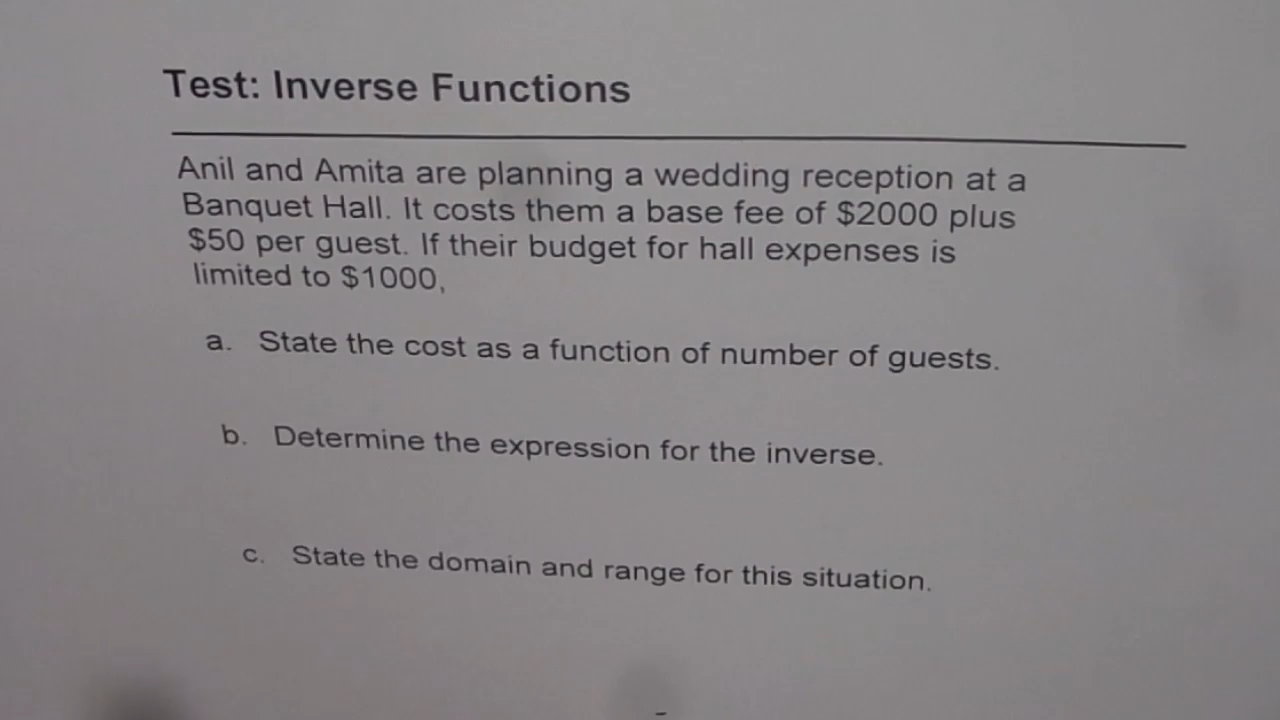 Test: Inverse Functions
Anil and Amita are planning a wedding reception at a
Banquet Hall. It costs them a base fee of $2000 plus
$50 per guest. If their budget for hall expenses is
limited to $1000,
a. State the cost as a function of number of guests.
b. Determine the expression for the inverse.
c. State the domain and range for this situation.